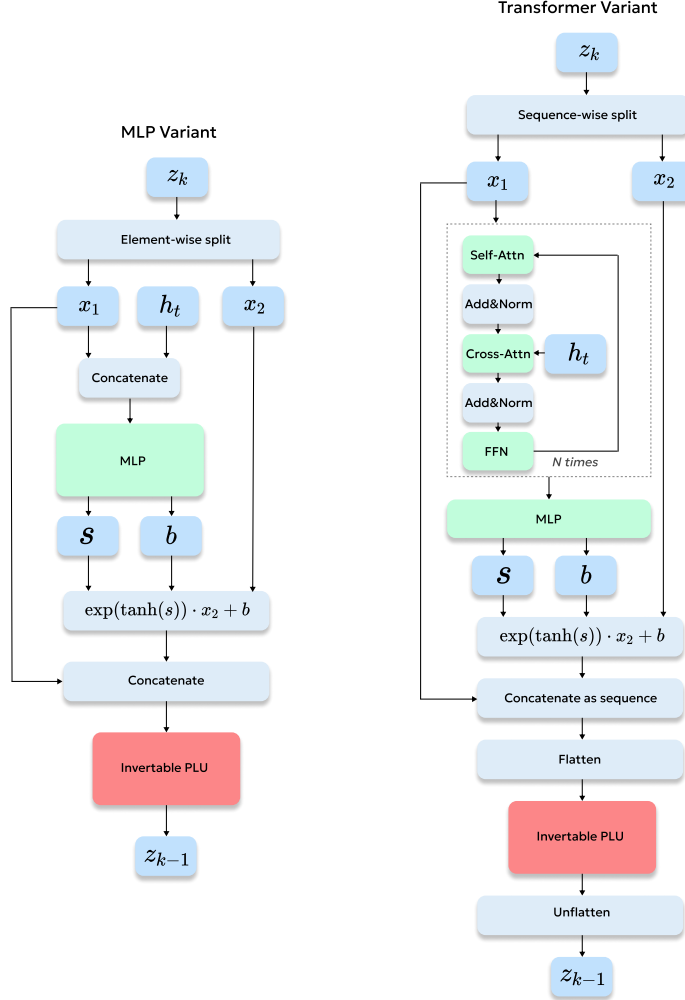 MLP Variant
z_k
Element-wise split
x_1
h_t
x_2
Concatenate
MLP
s
b
exp(tanh(s)) · x_2 + b
Concatenate
Invertable PLU
z_{k−1}
Transformer Variant
z_k
Sequence-wise split
x_1
x_2
Self-Attn
Add&Norm
Cross-Attn
h_t
Add&Norm
FFN
N times
MLP
s
b
exp(tanh(s)) · x_2 + b
Concatenate as sequence
Flatten
Invertable PLU
Unflatten
z_{k−1}